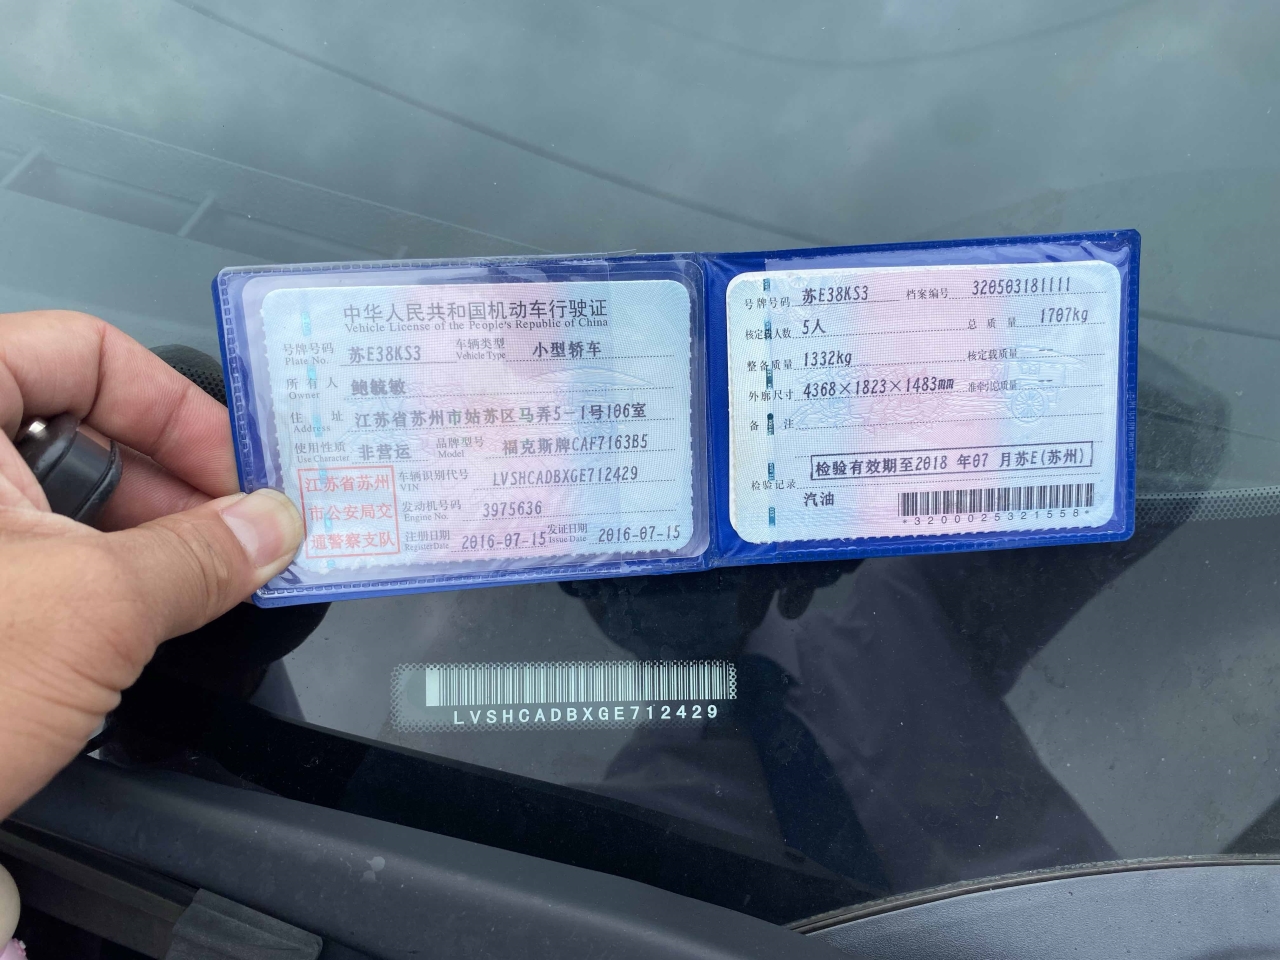 中华人民共和国机动车行驶证
Vehicle License of the People's Republic of China
号牌号码 苏E38KS3 车辆类型 小型轿车
Plate No. Vehicle Type
所有人 鲍毓敏
Owner
住址 江苏省苏州市姑苏区马弄5-1号106室
Address
使用性质 非营运 品牌型号 福克斯牌CAF7163B5
Use Character Model
江苏省苏州
市公安局交
通警察支队
车辆识别代号 LVSHCADBXGE712429
VIN
发动机号码 3975636
Engine No.
注册日期 2016-07-15 发证日期 2016-07-15
Register Date Issue Date
号牌号码 苏E38KS3 档案编号 320503181111
核定载人数 5人 总质量 1707kg
整备质量 1332kg 核定载质量 --
外廓尺寸 4368×1823×1483mm 准牵引总质量 --
备注
检验有效期至2018 年07 月苏E(苏州)
检验记录
汽油
*3200025321558*
LVSHCADBXGE712429